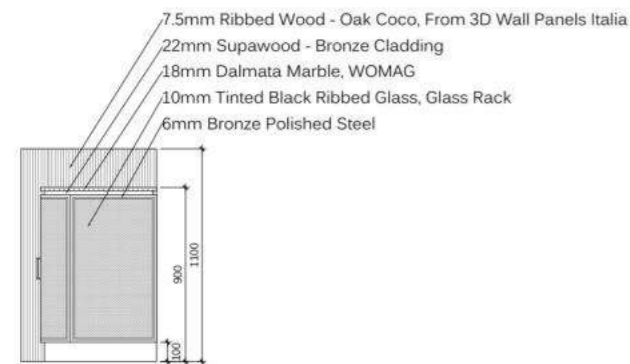 7.5mm Ribbed Wood - Oak Coco, From 3D Wall Panels Italia
22mm Supawood - Bronze Cladding
18mm Dalmata Marble, WOMAG
10mm Tinted Black Ribbed Glass, Glass Rack
6mm Bronze Polished Steel
1100
900
100